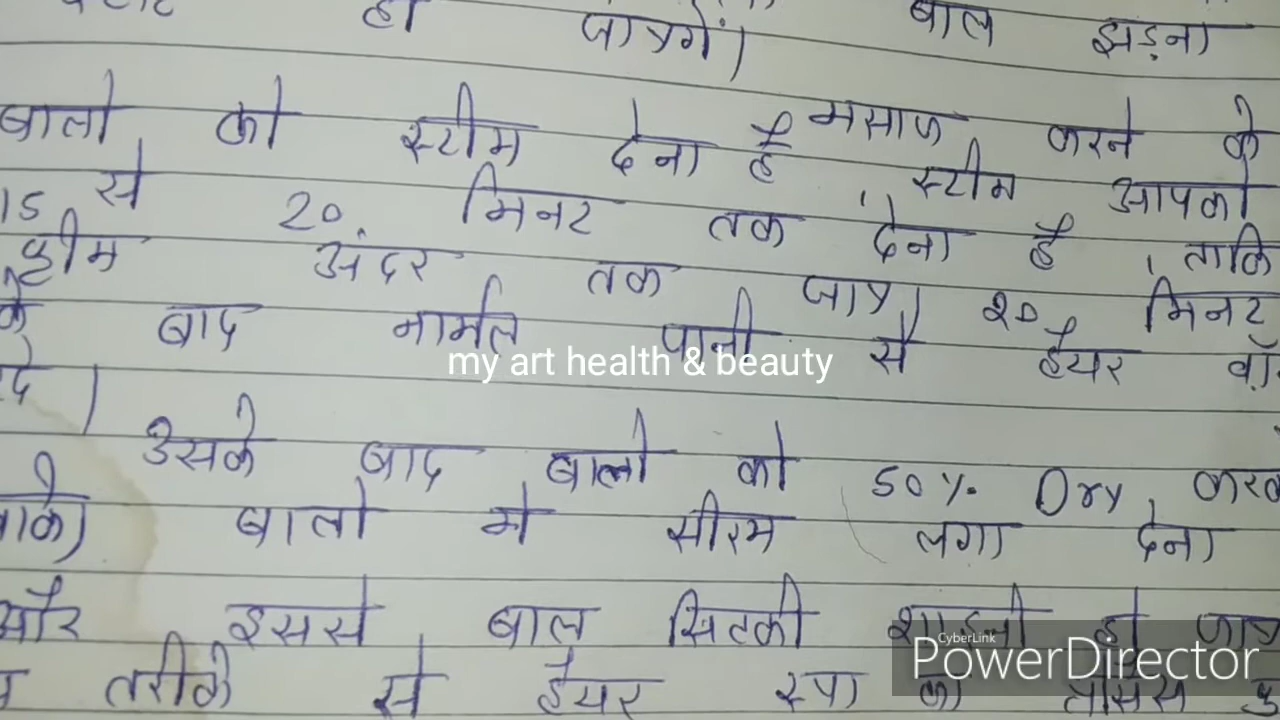 हो जाएगें। बाल झड़ना
बालो को स्टीम देना है मसाज करने के
15 से 20 मिनट तक देना है, स्टीम आपको
क्रीम अंदर तक जाए। 20 मिनट ताकि
के बाद नार्मल पानी से हैयर
दे।
my art health & beauty
उसके बाद बालो को 50% Dry करके
बालो मे सीरम लगा देना
और इससे बाल सिल्की शाइनी हो जाए
तरीके से हैयर स्पा का
CyberLink
PowerDirector